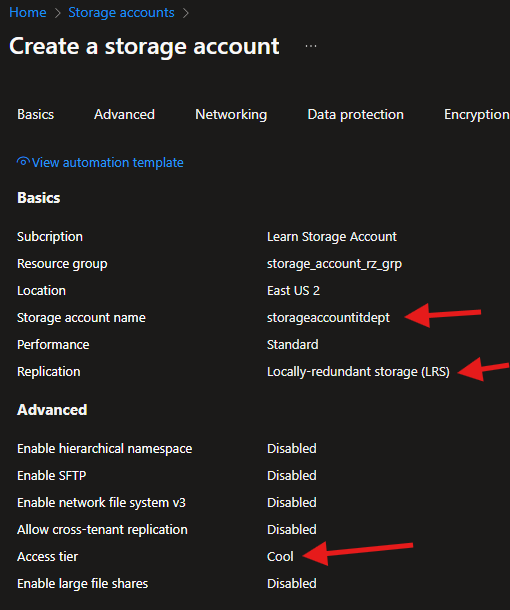 Home > Storage accounts >
Create a storage account ...
Basics Advanced Networking Data protection Encryption
View automation template
Basics
Subcription Learn Storage Account
Resource group storage_account_rz_grp
Location East US 2
Storage account name storageaccountitdept
Performance Standard
Replication Locally-redundant storage (LRS)
Advanced
Enable hierarchical namespace Disabled
Enable SFTP Disabled
Enable network file system v3 Disabled
Allow cross-tenant replication Disabled
Access tier Cool
Enable large file shares Disabled